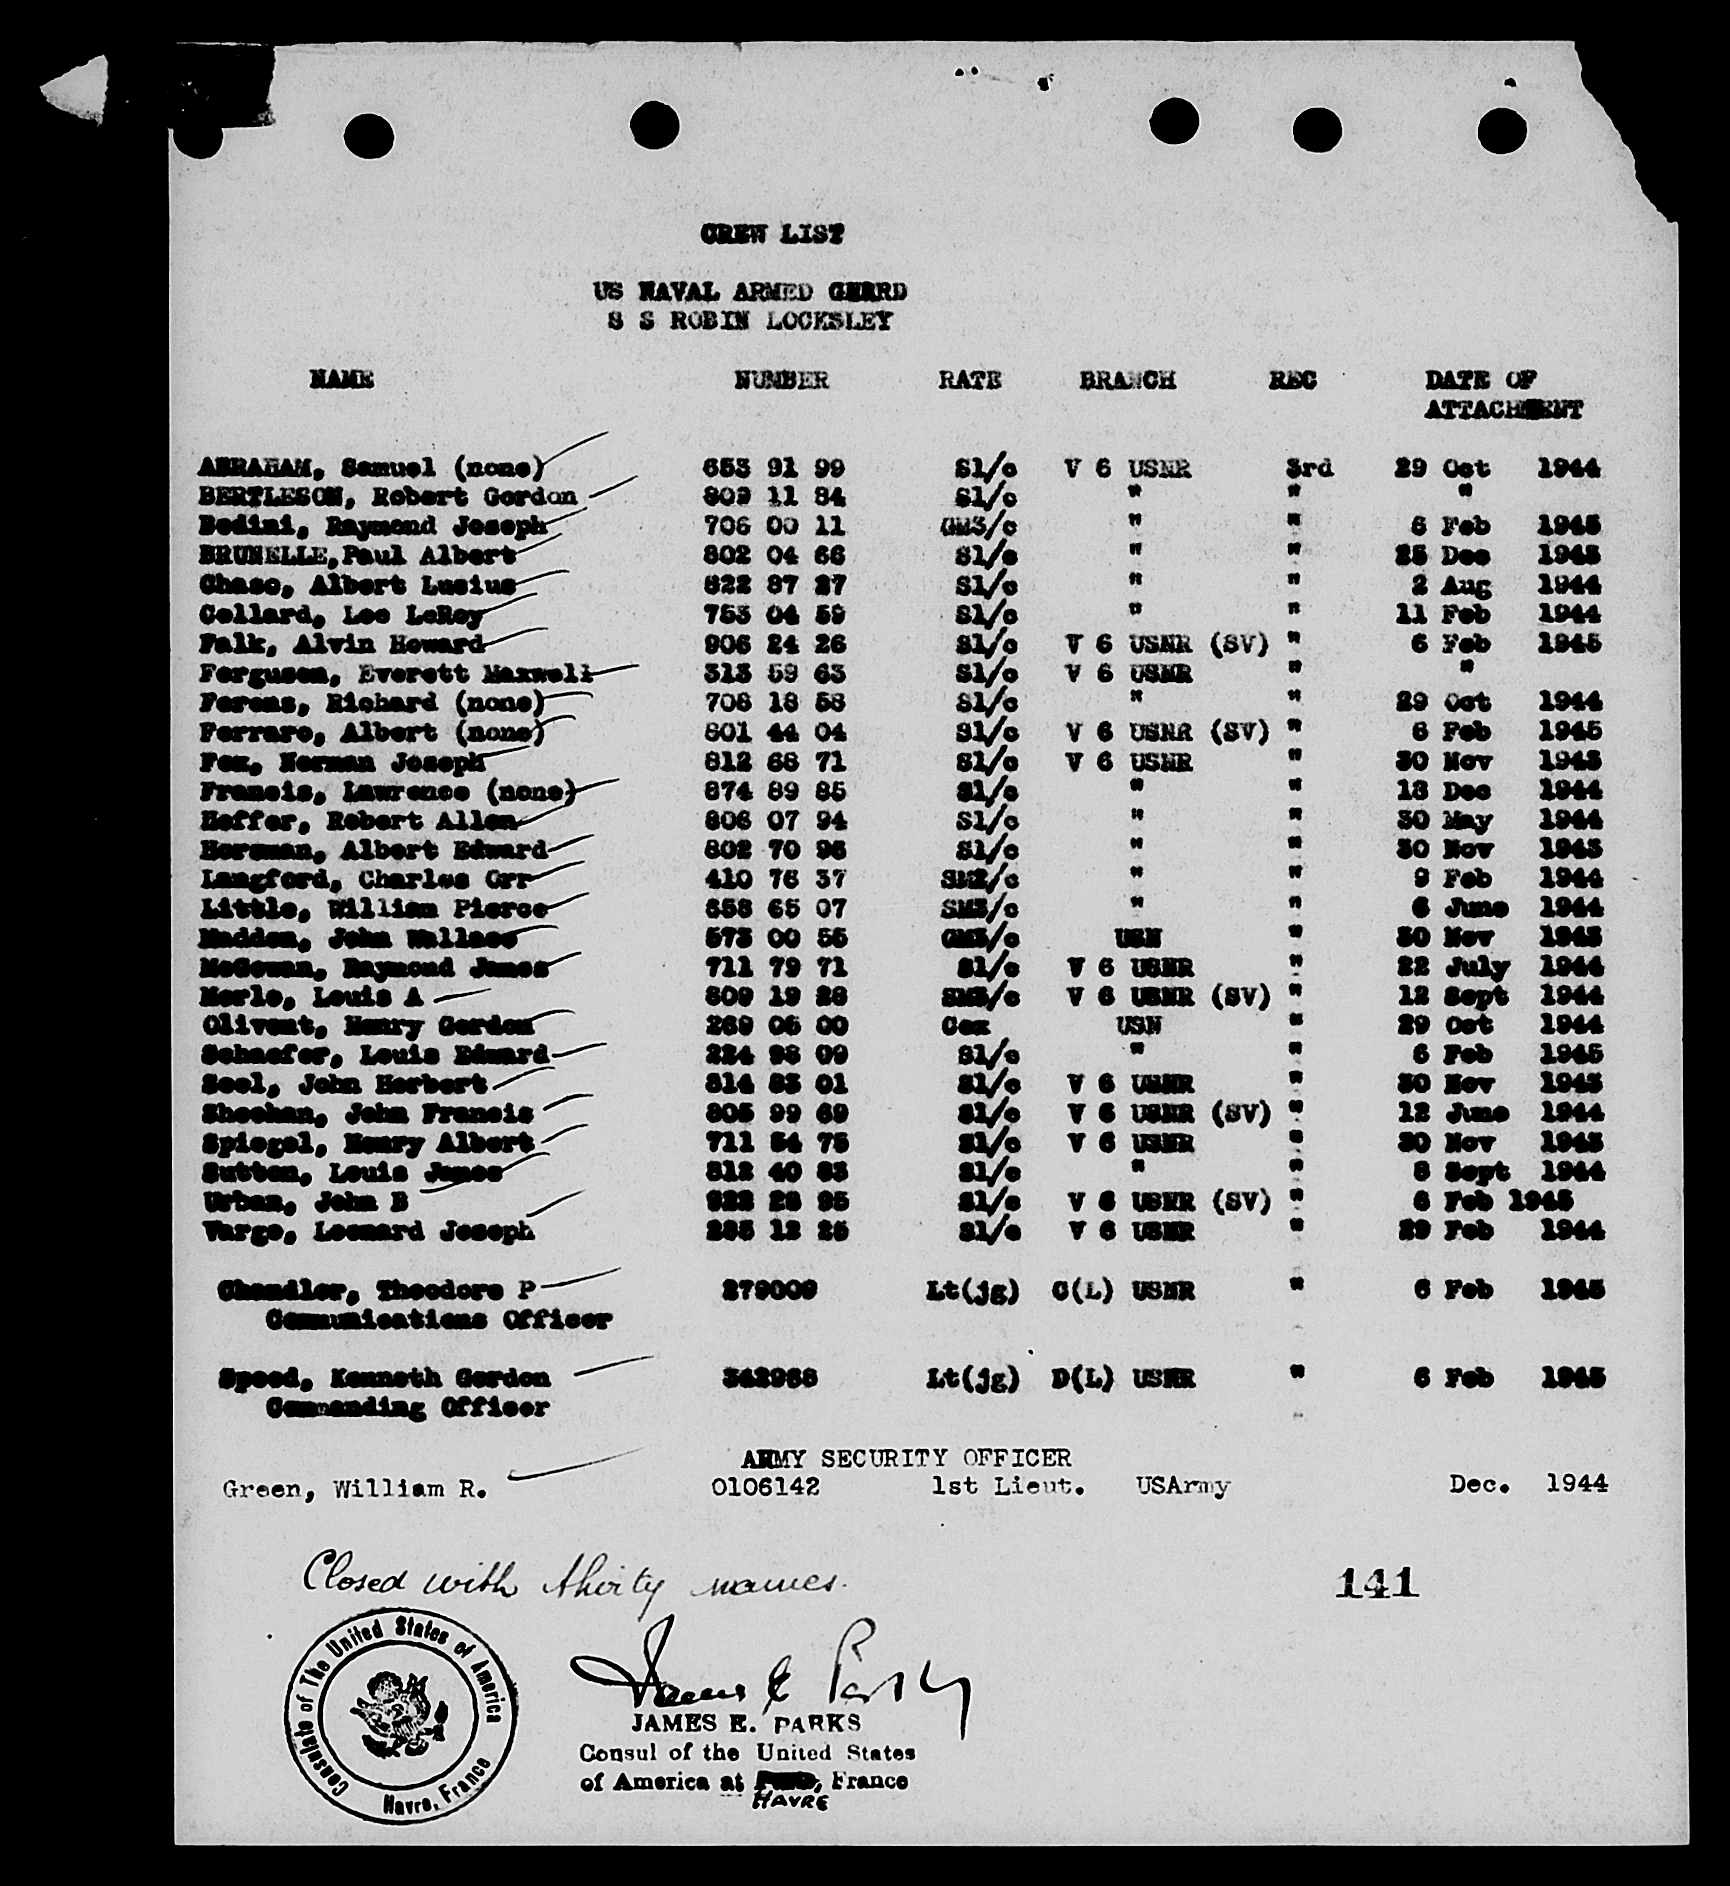 CREW LIST
US NAVAL ARMED GUARD
S S ROBIN LOCKSLEY
NAME NUMBER RATE BRANCH REC DATE OF
ATTACHMENT
ABRAHAM, Samuel (none) 653 91 99 S1/c V 6 USNR 3rd 29 Oct 1944
BERTLESON, Robert Gordon 809 11 84 S1/c " " "
Bedini, Raymond Joseph 706 00 11 GM3/c " " 6 Feb 1945
BRUNELLE,Paul Albert 802 04 66 S1/c " " 25 Dec 1943
Chase, Albert Lucius 822 87 27 S1/c " " 2 Aug 1944
Collard, Lee LeRoy 753 04 59 S1/c " " 11 Feb 1944
Falk, Alvin Howard 906 24 26 S1/c V 6 USNR (SV) " 6 Feb 1945
Ferguson, Everett Maxwell 313 59 63 S1/c V 6 USNR " "
Ferens, Richard (none) 708 18 58 S1/c " " 29 Oct 1944
Ferraro, Albert (none) 801 44 04 S1/c V 6 USNR (SV) " 6 Feb 1945
Fox, Norman Joseph 812 68 71 S1/c V 6 USNR " 30 Nov 1943
Francis, Lawrence (none) 874 89 85 S1/c " " 13 Dec 1944
Heffer, Robert Allen 806 07 94 S1/c " " 30 May 1944
Horsman, Albert Edward 802 70 96 S1/c " " 30 Nov 1943
Langford, Charles Orr 410 76 37 SM2/c " " 9 Feb 1944
Little, William Pierce 658 65 07 SM3/c " " 6 June 1944
Madden, John Wallace 573 00 55 GM3/c USN " 30 Nov 1943
McGowan, Raymond James 711 79 71 S1/c V 6 USNR " 22 July 1944
Merlo, Louis A 809 19 28 SM3/c V 6 USNR (SV) " 12 Sept 1944
Olivent, Henry Gordon 269 06 00 Cox USN " 29 Oct 1944
Schaefer, Louis Edward 224 98 09 S1/c " " 6 Feb 1945
Seel, John Herbert 814 83 01 S1/c V 6 USNR " 30 Nov 1943
Sheehan, John Francis 805 99 69 S1/c V 6 USNR (SV) " 12 June 1944
Spiegel, Henry Albert 711 54 75 S1/c V 6 USNR " 30 Nov 1943
Sutton, Louis James 812 40 83 S1/c " " 8 Sept 1944
Urban, John B 922 28 95 S1/c V 6 USNR (SV) " 6 Feb 1945
Vargo, Leonard Joseph 285 12 25 S1/c V 6 USNR " 29 Feb 1944
Chandler, Theodore P 279009 Lt(jg) C(L) USNR " 6 Feb 1945
Communications Officer
Speed, Kenneth Gordon 342988 Lt(jg) D(L) USNR " 6 Feb 1945
Commanding Officer
ARMY SECURITY OFFICER
Green, William R. 0106142 1st Lieut. USArmy Dec. 1944
Closed with thirty names.
141
Consulate of The United States of America
Havre, France
James E Parks
JAMES E. PARKS
Consul of the United States
of America at France
HAVRE